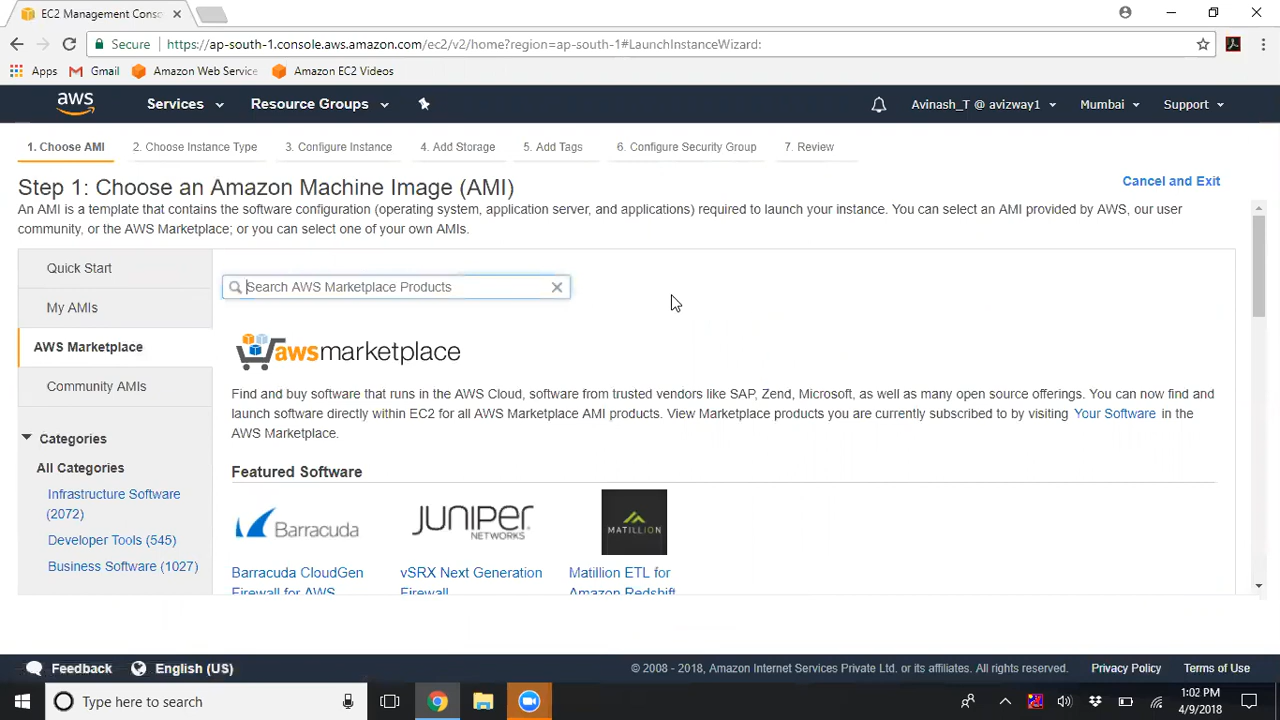 EC2 Management Conso
Secure
https://ap-south-1.console.aws.amazon.com/ec2/v2/home?region=ap-south-1#LaunchInstanceWizard:
Apps
Gmail
Amazon Web Service
Amazon EC2 Videos
aws
Services
Resource Groups
Avinash_T @ avizway1
Mumbai
Support
1. Choose AMI
2. Choose Instance Type
3. Configure Instance
4. Add Storage
5. Add Tags
6. Configure Security Group
7. Review
Step 1: Choose an Amazon Machine Image (AMI)
Cancel and Exit
An AMI is a template that contains the software configuration (operating system, application server, and applications) required to launch your instance. You can select an AMI provided by AWS, our user
community, or the AWS Marketplace; or you can select one of your own AMIs.
Quick Start
My AMIs
AWS Marketplace
Community AMIs
Categories
All Categories
Infrastructure Software
(2072)
Developer Tools (545)
Business Software (1027)
Search AWS Marketplace Products
awsmarketplace
Find and buy software that runs in the AWS Cloud, software from trusted vendors like SAP, Zend, Microsoft, as well as many open source offerings. You can now find and
launch software directly within EC2 for all AWS Marketplace AMI products. View Marketplace products you are currently subscribed to by visiting Your Software in the
AWS Marketplace.
Featured Software
Barracuda
JUNIPER
NETWORKS
MATILLION
Barracuda CloudGen
Firewall for AWS
vSRX Next Generation
Firewall
Matillion ETL for
Amazon Redshift
Feedback
English (US)
© 2008 - 2018, Amazon Internet Services Private Ltd. or its affiliates. All rights reserved.
Privacy Policy
Terms of Use
Type here to search
1:02 PM
4/9/2018